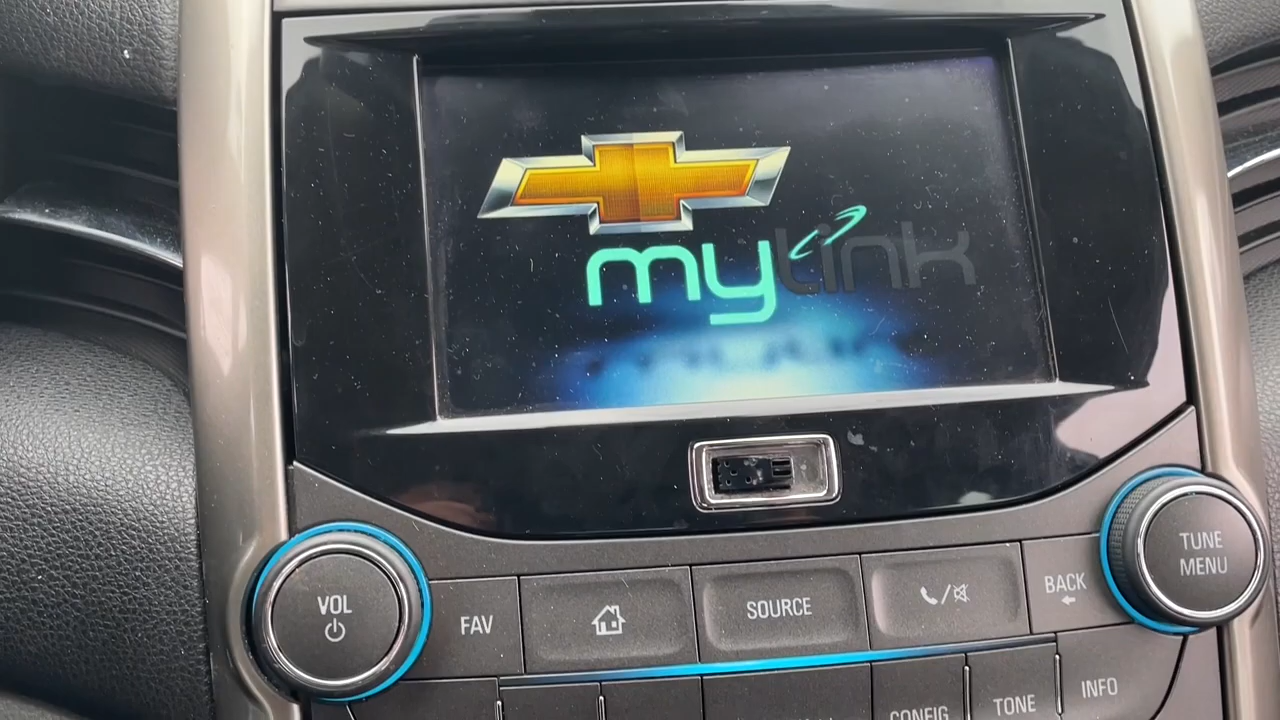 mylink
VOL
FAV
SOURCE
BACK
TUNE
MENU
CONFIG
TONE
INFO